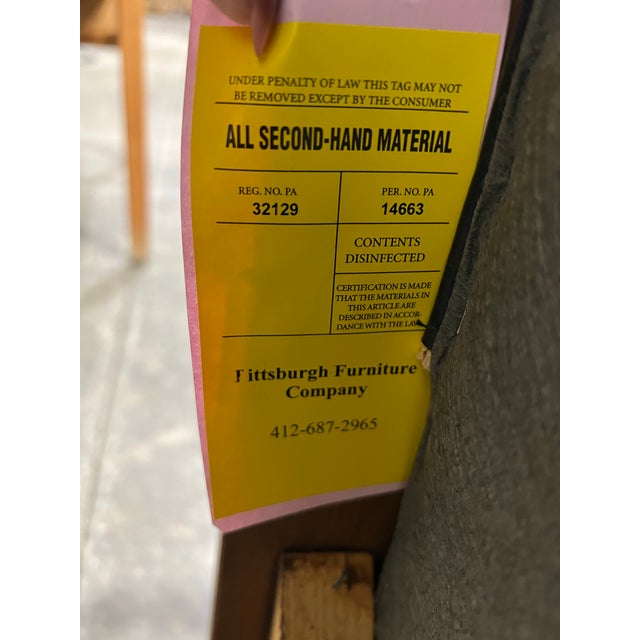 UNDER PENALTY OF LAW THIS TAG MAY NOT
BE REMOVED EXCEPT BY THE CONSUMER
ALL SECOND-HAND MATERIAL
REG. NO. PA
32129
PER. NO. PA
14663
CONTENTS
DISINFECTED
CERTIFICATION IS MADE
THAT THE MATERIALS IN
THIS ARTICLE ARE
DESCRIBED IN ACCOR-
DANCE WITH THE LAW
Pittsburgh Furniture
Company
412-687-2965